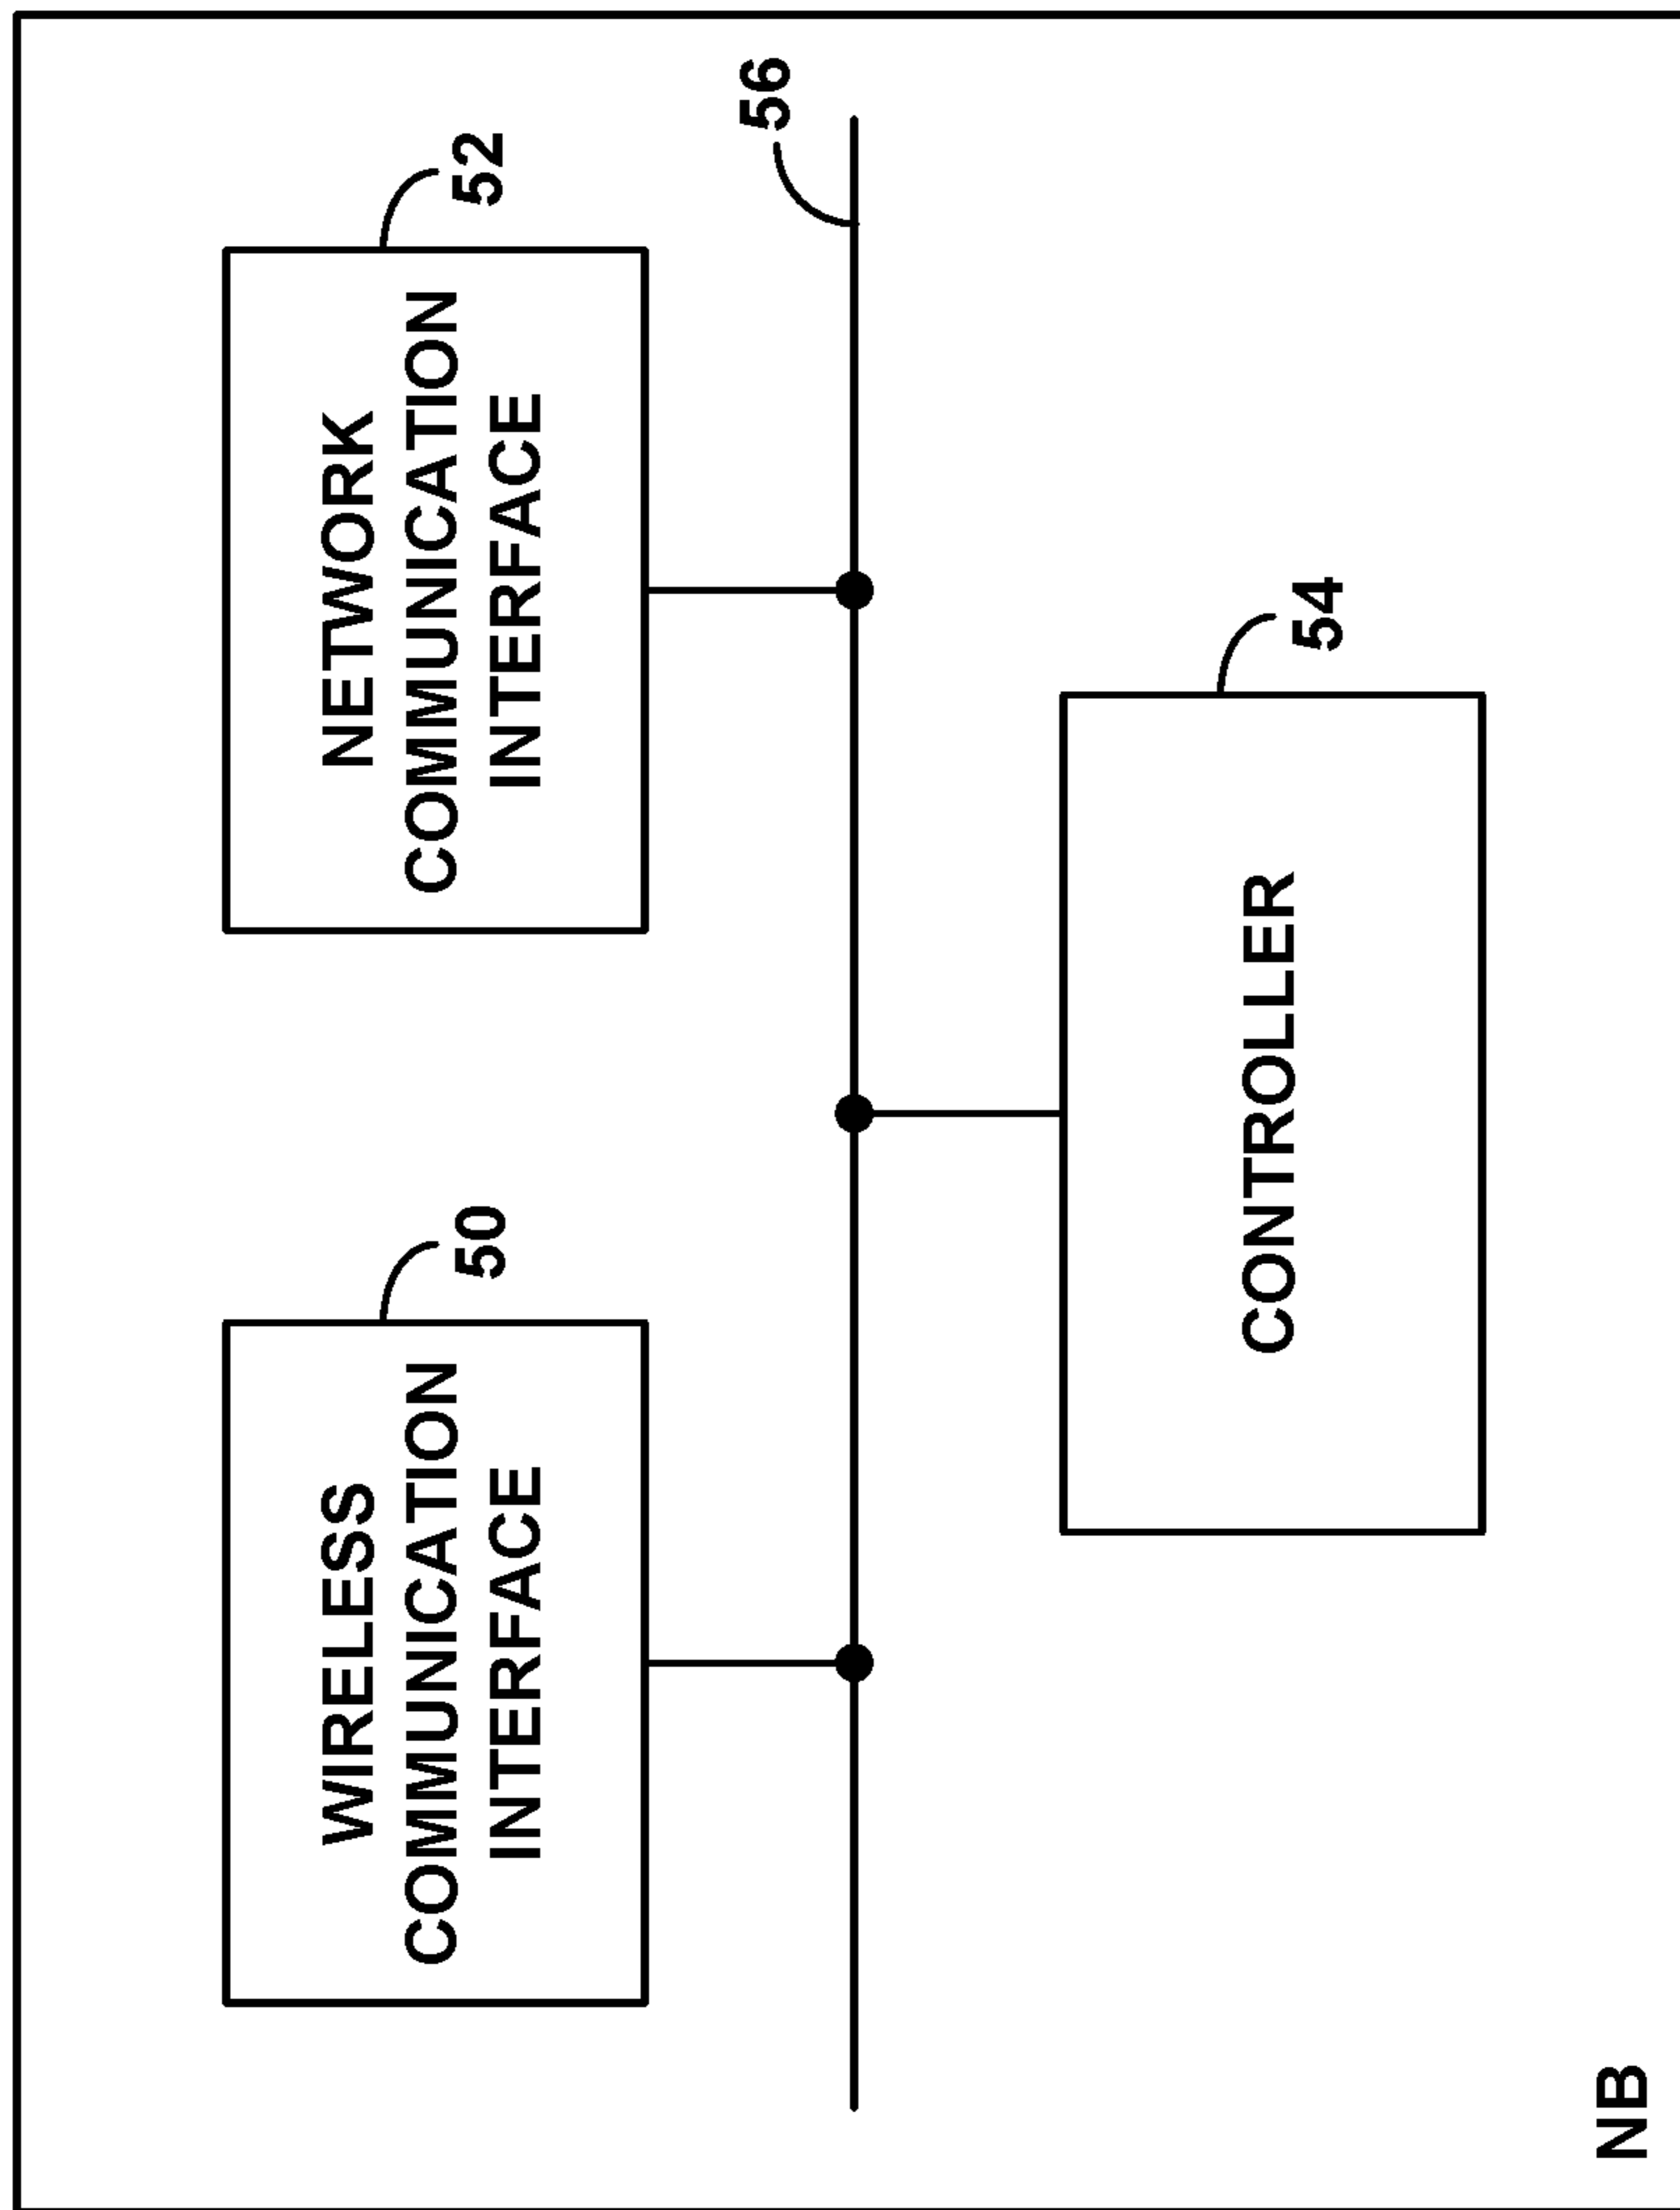 WIRELESS
COMMUNICATION
INTERFACE
50
NETWORK
COMMUNICATION
INTERFACE
52
56
CONTROLLER
54
NB